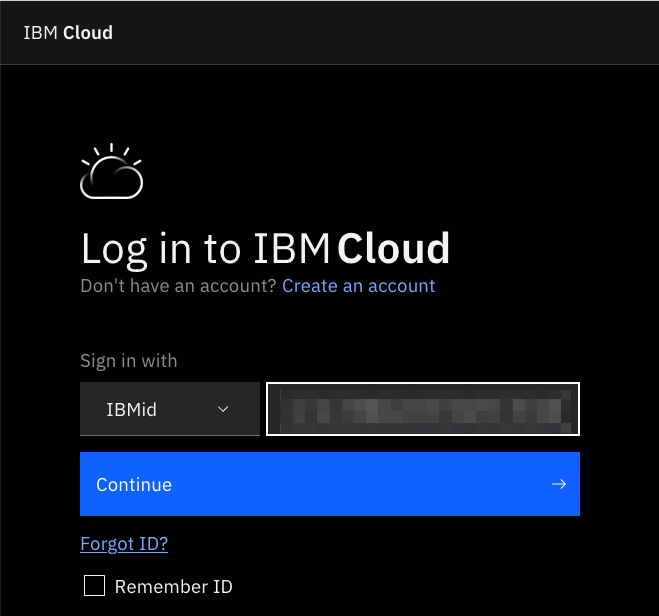 IBM Cloud
Log in to IBM Cloud
Don't have an account? Create an account
Sign in with
IBMid
Continue
Forgot ID?
Remember ID